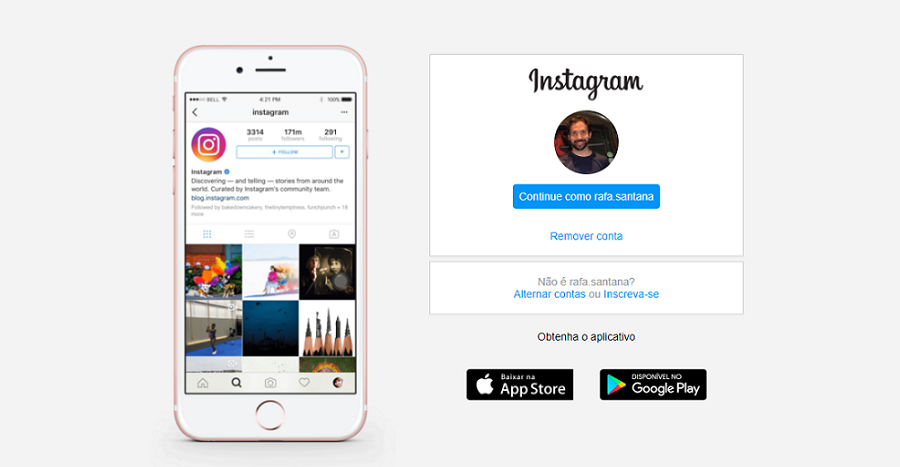 SELL 4:21 PM 100%
instagram
3314 171m 291
posts followers following
+ FOLLOW
Instagram
Discovering — and telling — stories from around the
world. Curated by Instagram's community team.
blog.instagram.com
Followed by bakedowncakery, thetinytemptress, funchpunch + 18
more
Instagram
Continue como rafa.santana
Remover conta
Não é rafa.santana?
Alternar contas ou Inscreva-se
Obtenha o aplicativo
Baixar na
App Store
DISPONÍVEL NO
Google Play